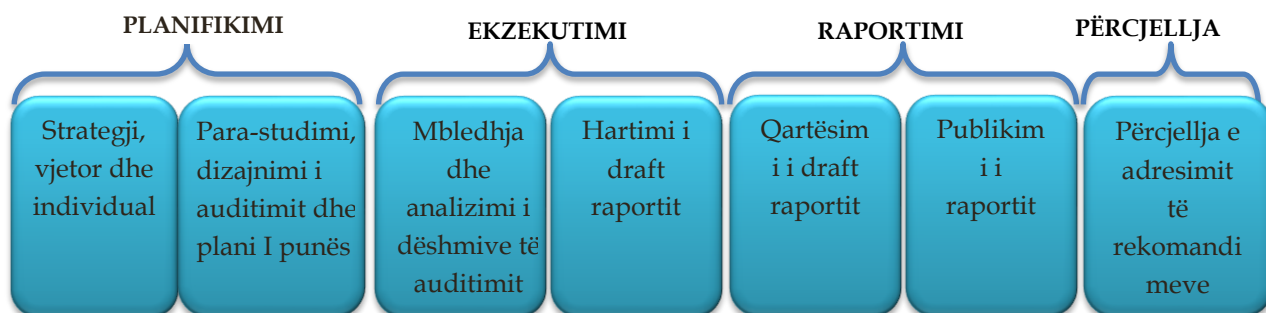 PLANIFIKIMI
EKZEKUTIMI
RAPORTIMI
PËRCJELLJA
Strategji,
vjetor dhe
individual
Para-studimi,
dizajnimi i
auditimit dhe
plani I punës
Mbledhja
dhe
analizimi i
dëshmive të
auditimit
Hartimi i
draft
raportit
Qartësim
i i draft
raportit
Publikim
i i
raportit
Përcjellja e
adresimit
të
rekomandi
meve